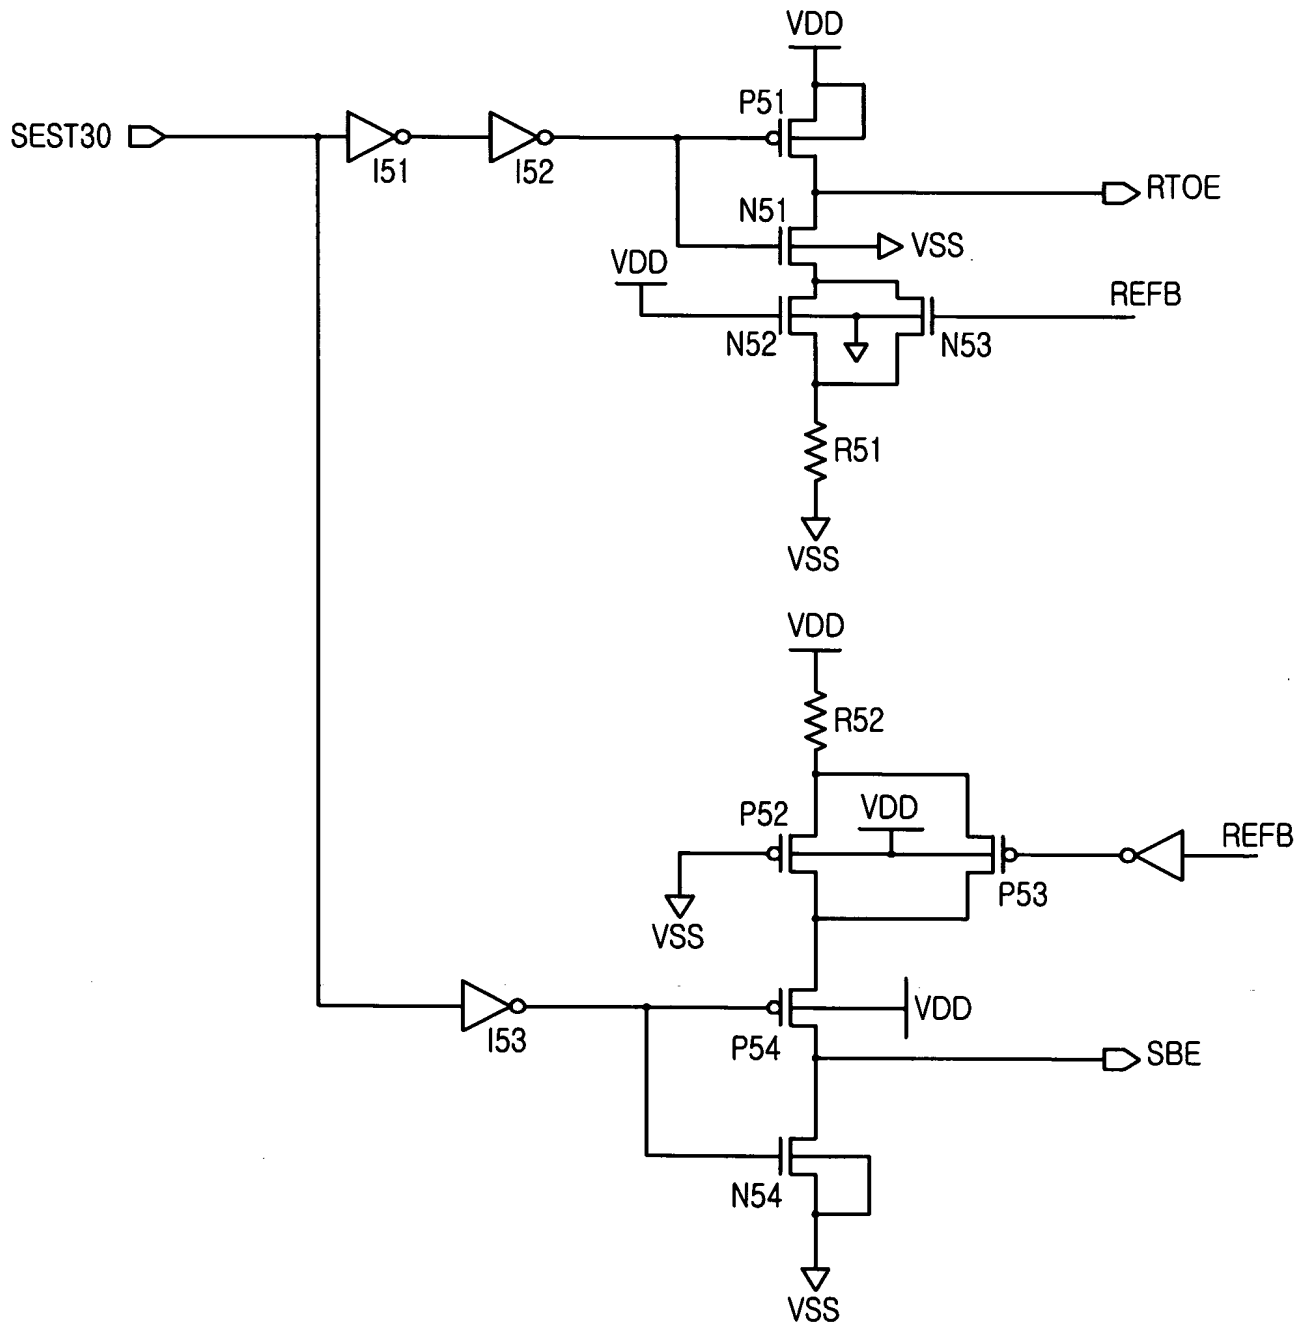 VDD
P51
SEST30
I51
I52
RTOE
N51
VSS
VDD
REFB
N52
N53
R51
VSS
VDD
R52
P52
VDD
REFB
P53
VSS
VDD
I53
P54
SBE
N54
VSS